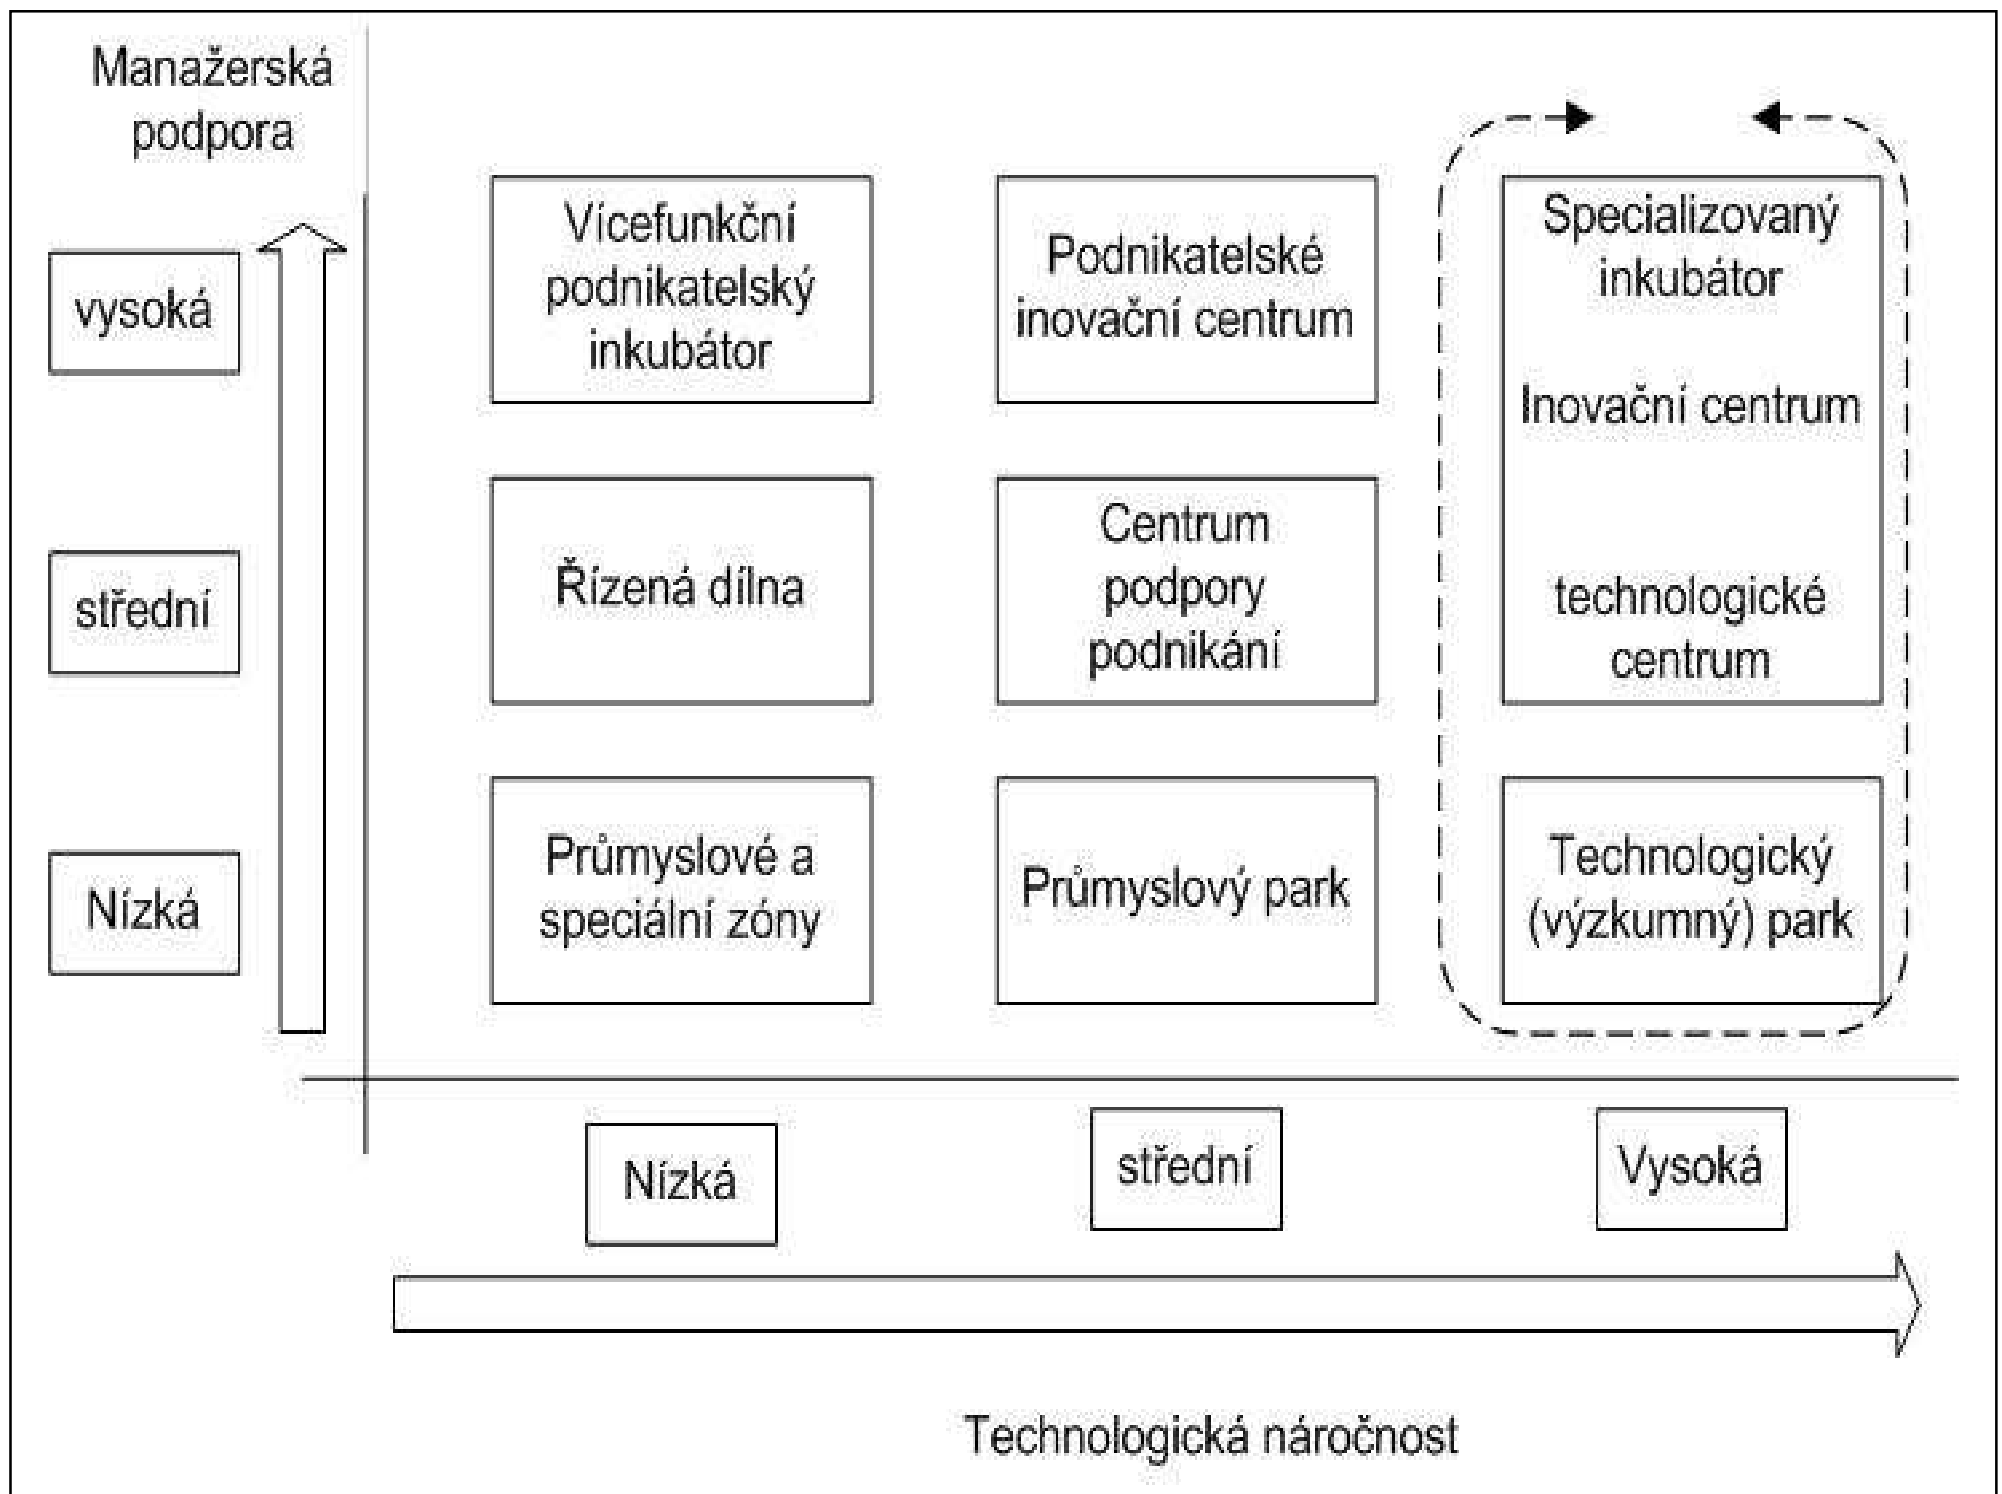 Manažerská
podpora
vysoká
Vícefunkční
podnikatelský
inkubátor
Podnikatelské
inovační centrum
Specializovaný
inkubátor
Inovační centrum
střední
Řízená dílna
Centrum
podpory
podnikání
technologické
centrum
Nízká
Průmyslové a
speciální zóny
Průmyslový park
Technologický
(výzkumný) park
Nízká
střední
Vysoká
Technologická náročnost